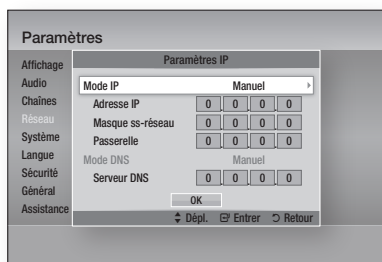 Paramètres
Affichage
Audio
Chaînes
Réseau
Système
Langue
Sécurité
Général
Assistance
Paramètres IP
Mode IP Manuel
Adresse IP 0 0 0 0
Masque ss-réseau 0 0 0 0
Passerelle 0 0 0 0
Mode DNS Manuel
Serveur DNS 0 0 0 0
OK
Dépl. Entrer Retour